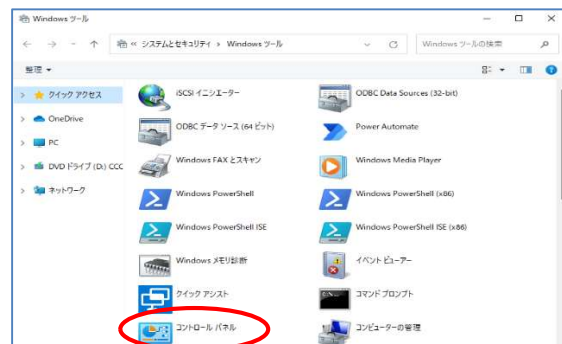 Windows ツール
« システムとセキュリティ > Windows ツール
Windows ツールの検索
整理
クイック アクセス
OneDrive
PC
DVD ドライブ (D:) CCC
ネットワーク
iSCSI イニシエーター
ODBC Data Sources (32-bit)
ODBC データ ソース (64 ビット)
Power Automate
Windows FAX とスキャン
Windows Media Player
Windows PowerShell
Windows PowerShell (x86)
Windows PowerShell ISE
Windows PowerShell ISE (x86)
Windows メモリ診断
イベント ビューアー
クイック アシスト
コマンド プロンプト
コントロール パネル
コンピューターの管理